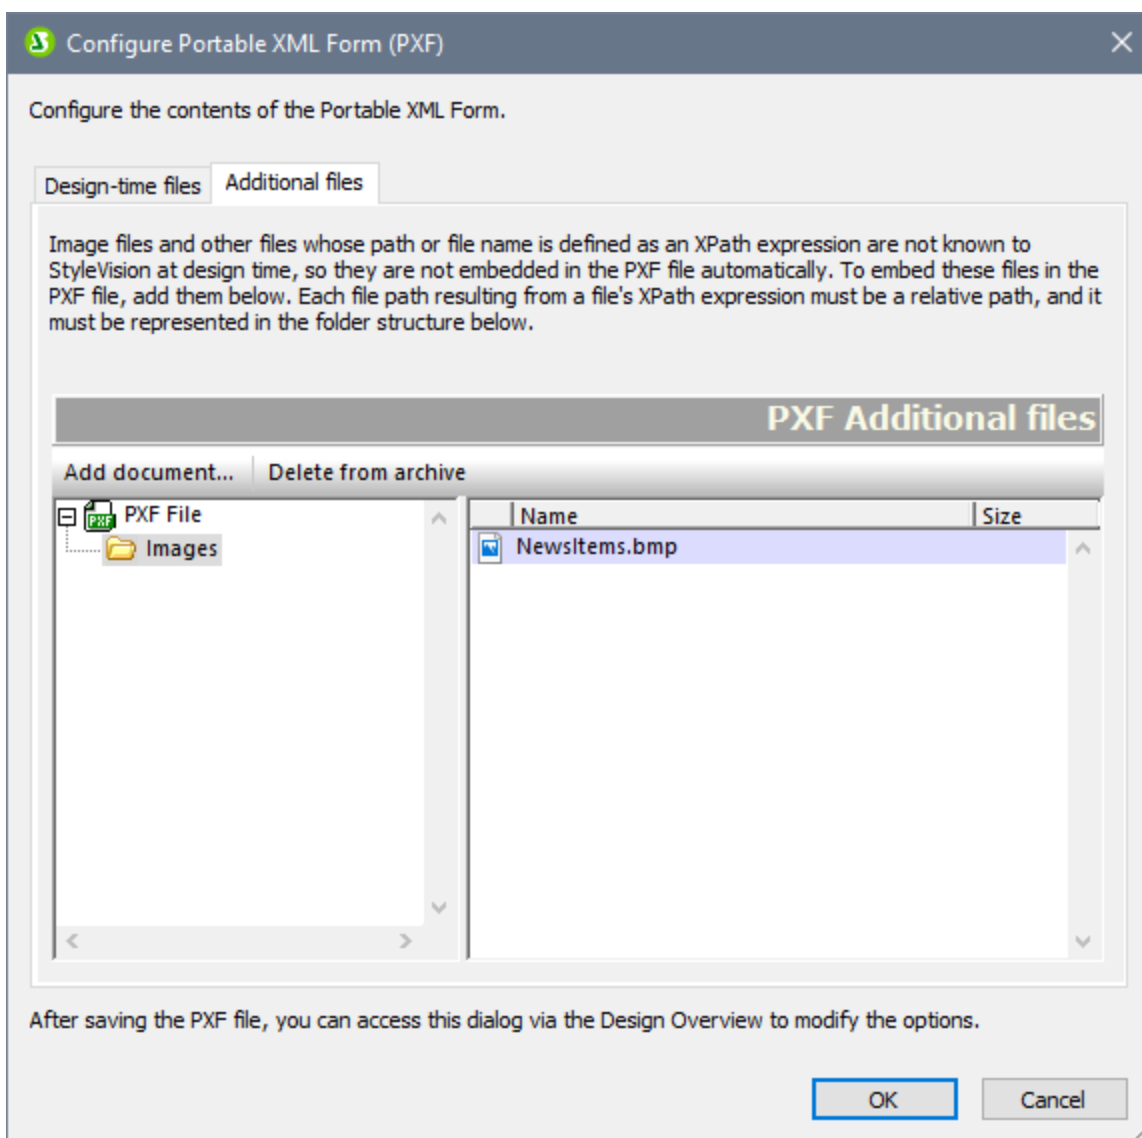 Configure Portable XML Form (PXF)
Configure the contents of the Portable XML Form.
Design-time files
Additional files
Image files and other files whose path or file name is defined as an XPath expression are not known to
StyleVision at design time, so they are not embedded in the PXF file automatically. To embed these files in the
PXF file, add them below. Each file path resulting from a file's XPath expression must be a relative path, and it
must be represented in the folder structure below.
PXF Additional files
Add document...
Delete from archive
PXF PXF File
Images
Name
Size
NewsItems.bmp
After saving the PXF file, you can access this dialog via the Design Overview to modify the options.
OK
Cancel